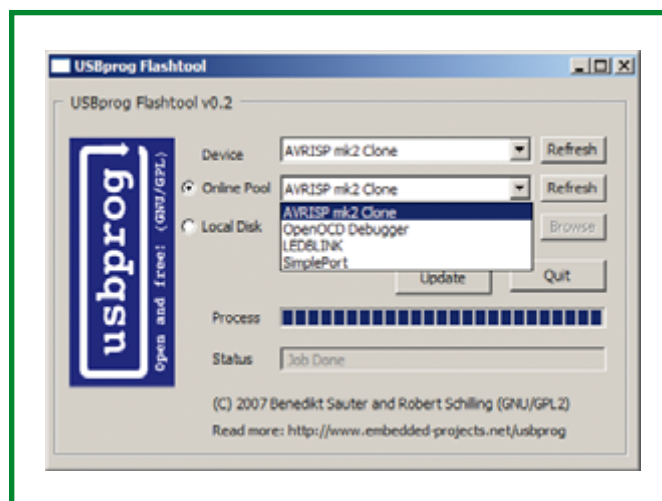 USBprog Flashtool
USBprog Flashtool v0.2
usbprog
Open and free: (GNU/GPL)
Device AVRISP mk2 Clone Refresh
Online Pool AVRISP mk2 Clone Refresh
AVRISP mk2 Clone
OpenOCD Debugger
LEDBLINK
SimplePort
Local Disk Browse
Update Quit
Process
Status Job Done
(C) 2007 Benedikt Sauter and Robert Schilling (GNU/GPL2)
Read more: http://www.embedded-projects.net/usbprog